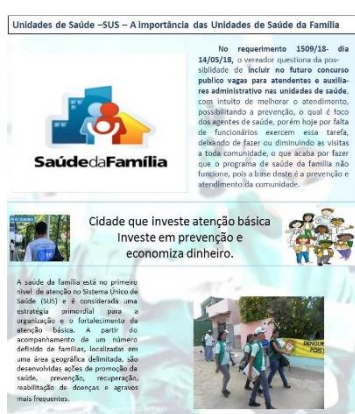 Unidades de Saúde –SUS – A importância das Unidades de Saúde da Família
No requerimento 1509/18- dia
14/05/18, o vereador questiona da pos-
siblidade de incluir no futuro concurso
publico vagas para atendentes e auxilia-
res administrativo nas unidades de saúde,
com intuito de melhorar o atendimento,
possibilitando a prevenção, o qual é foco
dos agentes de saúde, porém hoje por falta
de funcionários exercem essa tarefa,
deixando de fazer ou diminuindo as visitas
a toda comunidade, o que acaba por fazer
que o programa de saúde da família não
funcione, pois a base deste é a prevenção e
atendimento da comunidade.
SaúdedaFamília
Cidade que investe atenção básica
Investe em prevenção e
economiza dinheiro.
A saúde da família está no primeiro
nível de atenção no Sistema Único de
Saúde (SUS) e é considerada uma
estratégia primordial para a
organização e o fortalecimento da
atenção básica. A partir do
acompanhamento de um número
definido de famílias, localizadas em
uma área geográfica delimitada, são
desenvolvidas ações de promoção da
saúde, prevenção, recuperação,
reabilitação de doenças e agravos
mais frequentes.
DENGUE